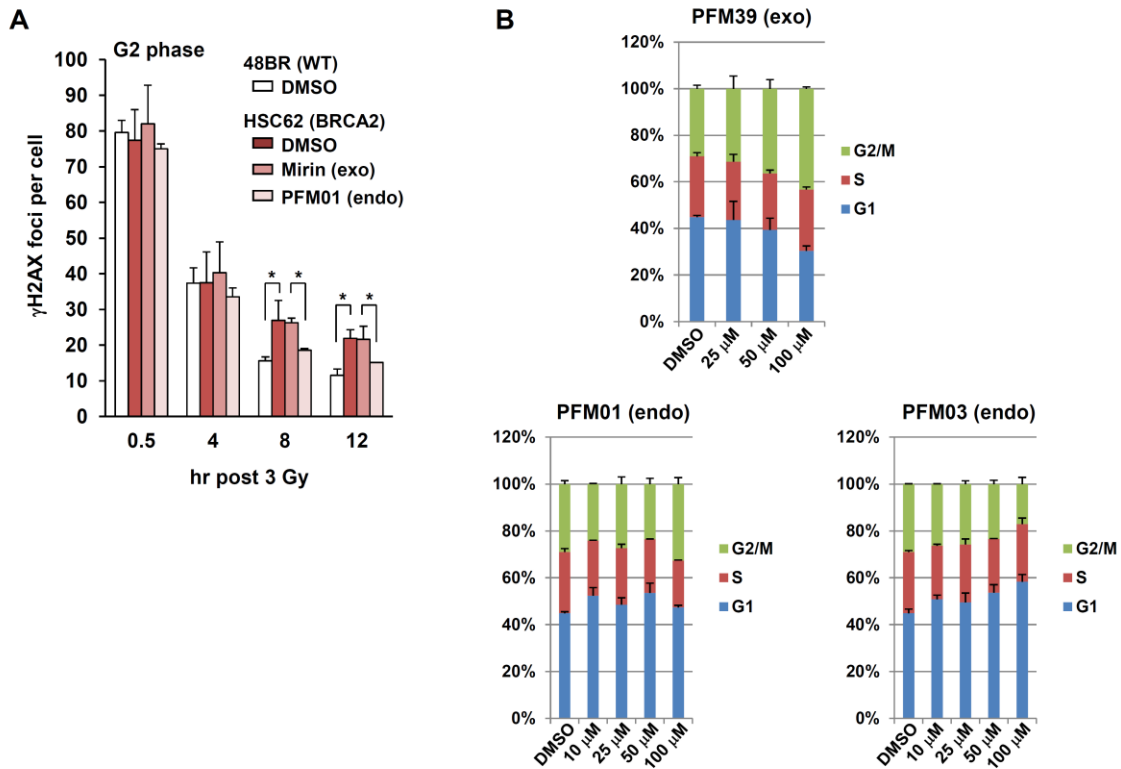 A
G2 phase
48BR (WT)
DMSO
HSC62 (BRCA2)
DMSO
Mirin (exo)
PFM01 (endo)
γH2AX foci per cell
100
90
80
70
60
50
40
30
20
10
0
* *
* *
0.5 4 8 12
hr post 3 Gy
B
PFM39 (exo)
120%
100%
80%
60%
40%
20%
0%
G2/M
S
G1
DMSO 25 μM 50 μM 100 μM
PFM01 (endo)
120%
100%
80%
60%
40%
20%
0%
G2/M
S
G1
DMSO 10 μM 25 μM 50 μM 100 μM
PFM03 (endo)
120%
100%
80%
60%
40%
20%
0%
G2/M
S
G1
DMSO 10 μM 25 μM 50 μM 100 μM